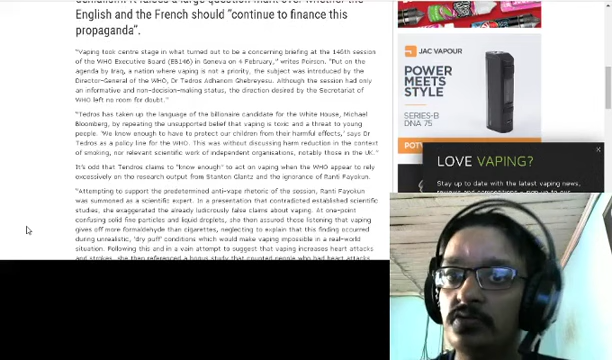 English and the French should "continue to finance this
propaganda".
"Vaping took centre stage in what turned out to be a concerning briefing at the 146th session
of the WHO Executive Board (EB146) in Geneva on 4 February," writes Poirson. "Put on the
agenda by Iraq, a nation where vaping is not a priority, the subject was introduced by the
Director-General of the WHO, Dr Tedros Adhanom Ghebreyesu. Although the session had only
an informative and non-decision-making status, the direction desired by the Secretariat of
WHO left no room for doubt."
"Tedros has taken up the language of the billionaire candidate for the White House, Michael
Bloomberg, by repeating the unsupported belief that vaping is toxic and a threat to young
people. 'We know enough to have to protect our children from their harmful effects,' says Dr
Tedros as a policy line for the WHO. This was without discussing harm reduction in the context
of smoking, nor relevant scientific work of independent organisations, notably those in the UK."
It's odd that Tendros claims to "know enough" to act on vaping when the WHO appear to rely
excessively on the research output from Stanton Glantz and the ignorance of Ranti Fayokun.
"Attempting to support the predetermined anti-vape rhetoric of the session, Ranti Fayokun
was summoned as a scientific expert. In a presentation that contradicted established scientific
studies, she exaggerated the already ludicrously false claims about vaping. At one-point
confusing solid fine particles and liquid droplets, she then assured those listening that vaping
gives off more formaldehyde than cigarettes, neglecting to explain that this finding occurred
during unrealistic, 'dry puff' conditions which would make vaping impossible in a real-world
situation. Following this and in a vain attempt to suggest that vaping increases heart attacks
and strokes, she then referenced a bogus study that counted people who had heart attacks
JAC VAPOUR
POWER
MEETS
STYLE
SERIES-B
DNA 75
LOVE VAPING?
Stay up to date with the latest vaping news,